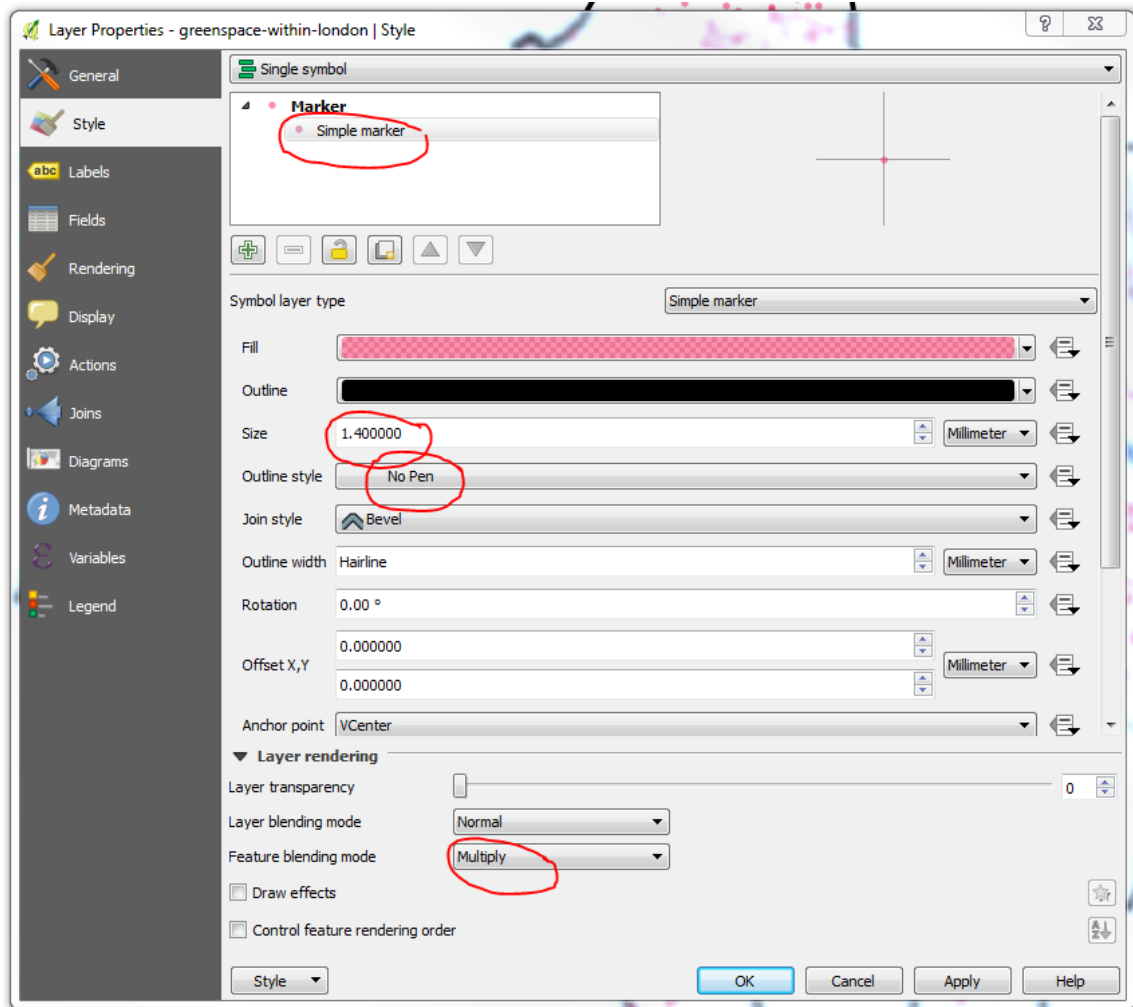 Layer Properties - greenspace-within-london | Style
General
Style
abc Labels
Fields
Rendering
Display
Actions
Joins
Diagrams
Metadata
Variables
Legend
Single symbol
Marker
Simple marker
Symbol layer type Simple marker
Fill
Outline
Size 1.400000 Millimeter
Outline style No Pen
Join style Bevel
Outline width Hairline Millimeter
Rotation 0.00 °
Offset X,Y 0.000000 Millimeter
0.000000
Anchor point VCenter
Layer rendering
Layer transparency 0
Layer blending mode Normal
Feature blending mode Multiply
Draw effects
Control feature rendering order
Style OK Cancel Apply Help